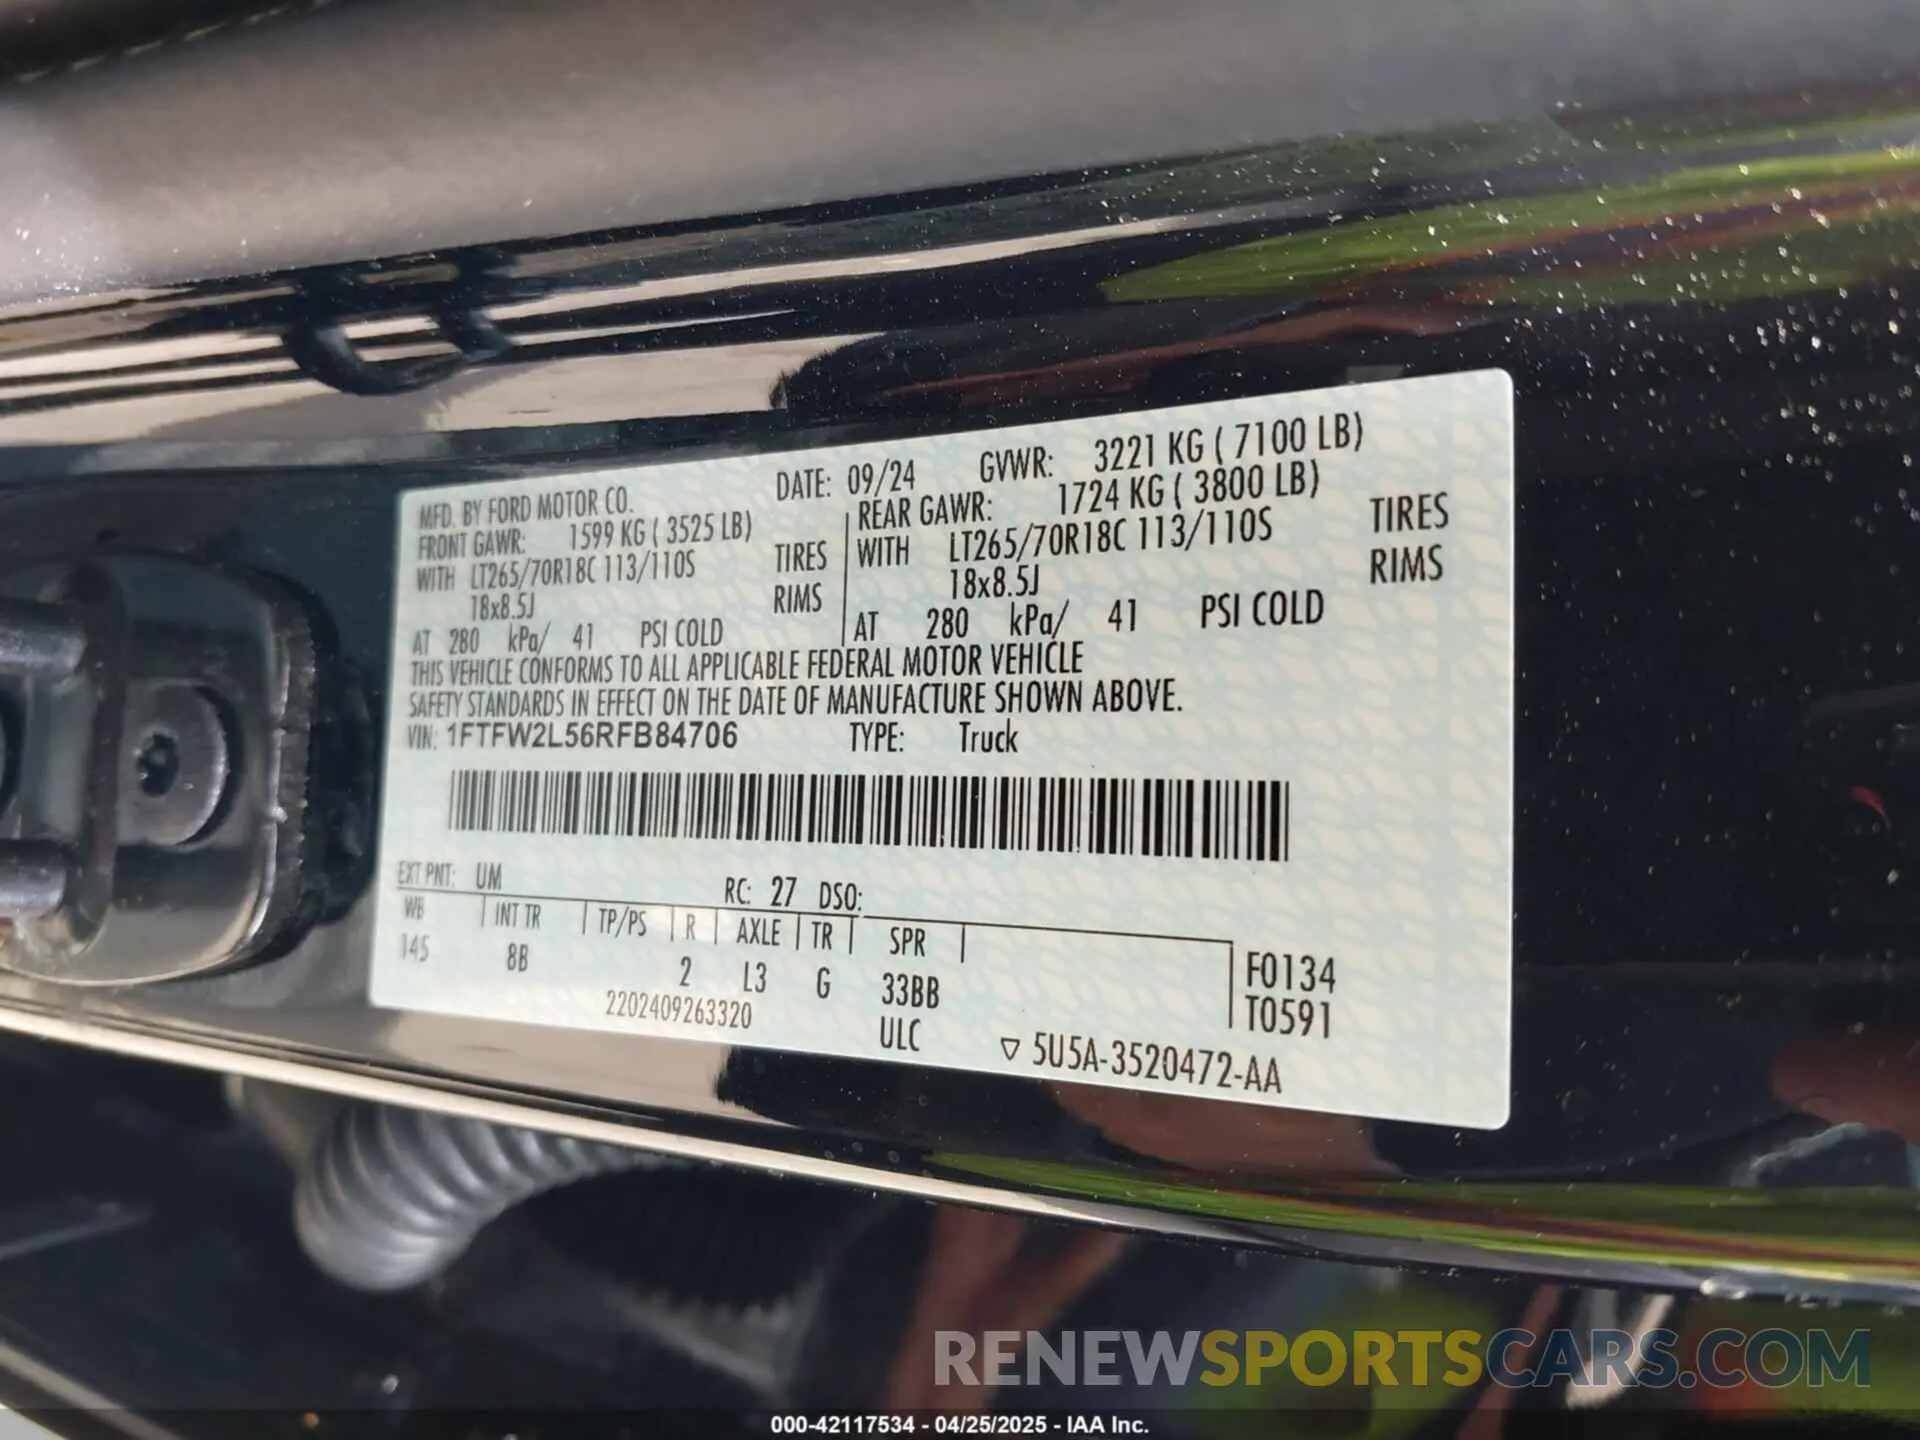 MFD. BY FORD MOTOR CO. DATE: 09/24 GVWR: 3221 KG ( 7100 LB)
FRONT GAWR: 1599 KG ( 3525 LB) REAR GAWR: 1724 KG ( 3800 LB)
WITH LT265/70R18C 113/110S TIRES WITH LT265/70R18C 113/110S TIRES
18x8.5J RIMS 18x8.5J RIMS
AT 280 kPa/ 41 PSI COLD AT 280 kPa/ 41 PSI COLD
THIS VEHICLE CONFORMS TO ALL APPLICABLE FEDERAL MOTOR VEHICLE
SAFETY STANDARDS IN EFFECT ON THE DATE OF MANUFACTURE SHOWN ABOVE.
VIN: 1FTFW2L56RFB84706 TYPE: Truck
EXT PNT: UM RC: 27 DSO:
WB INT TR TP/PS R AXLE TR SPR F0134
145 8B 2 L3 G 33BB T0591
2202409263320 ULC ▽ 5U5A-3520472-AA
RENEWSPORTSCARS.COM
000-42117534 - 04/25/2025 - IAA Inc.